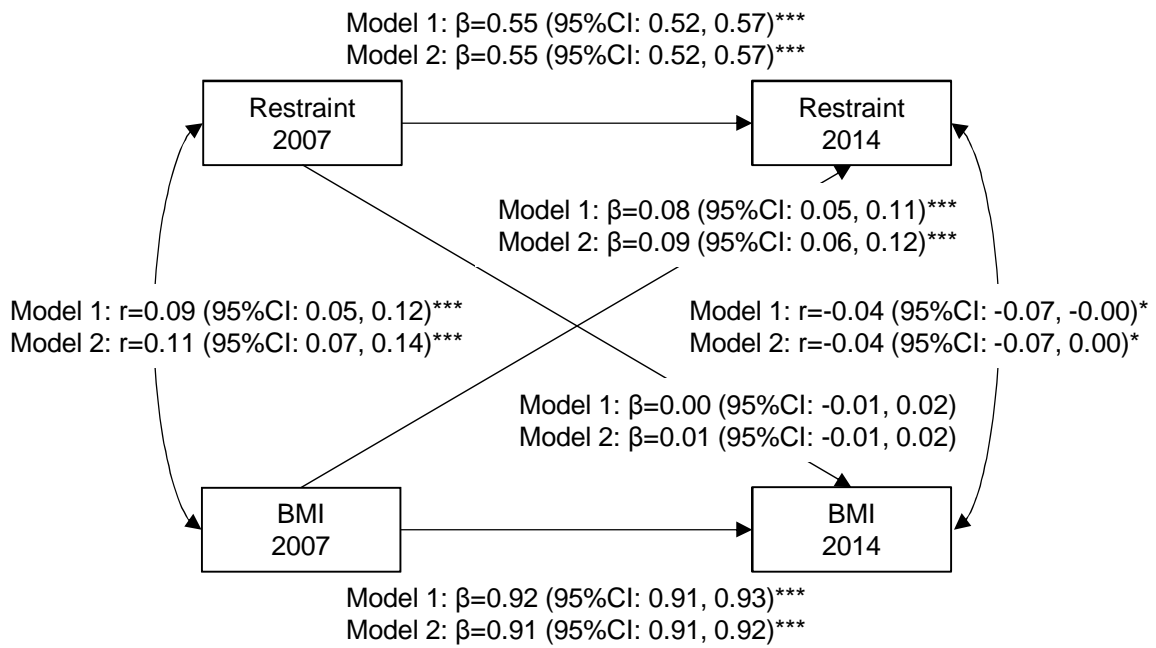 Model 1: β=0.55 (95%CI: 0.52, 0.57)***
Model 2: β=0.55 (95%CI: 0.52, 0.57)***
Restraint
2007
Restraint
2014
Model 1: β=0.08 (95%CI: 0.05, 0.11)***
Model 2: β=0.09 (95%CI: 0.06, 0.12)***
Model 1: r=0.09 (95%CI: 0.05, 0.12)***
Model 2: r=0.11 (95%CI: 0.07, 0.14)***
Model 1: r=-0.04 (95%CI: -0.07, -0.00)*
Model 2: r=-0.04 (95%CI: -0.07, 0.00)*
Model 1: β=0.00 (95%CI: -0.01, 0.02)
Model 2: β=0.01 (95%CI: -0.01, 0.02)
BMI
2007
BMI
2014
Model 1: β=0.92 (95%CI: 0.91, 0.93)***
Model 2: β=0.91 (95%CI: 0.91, 0.92)***